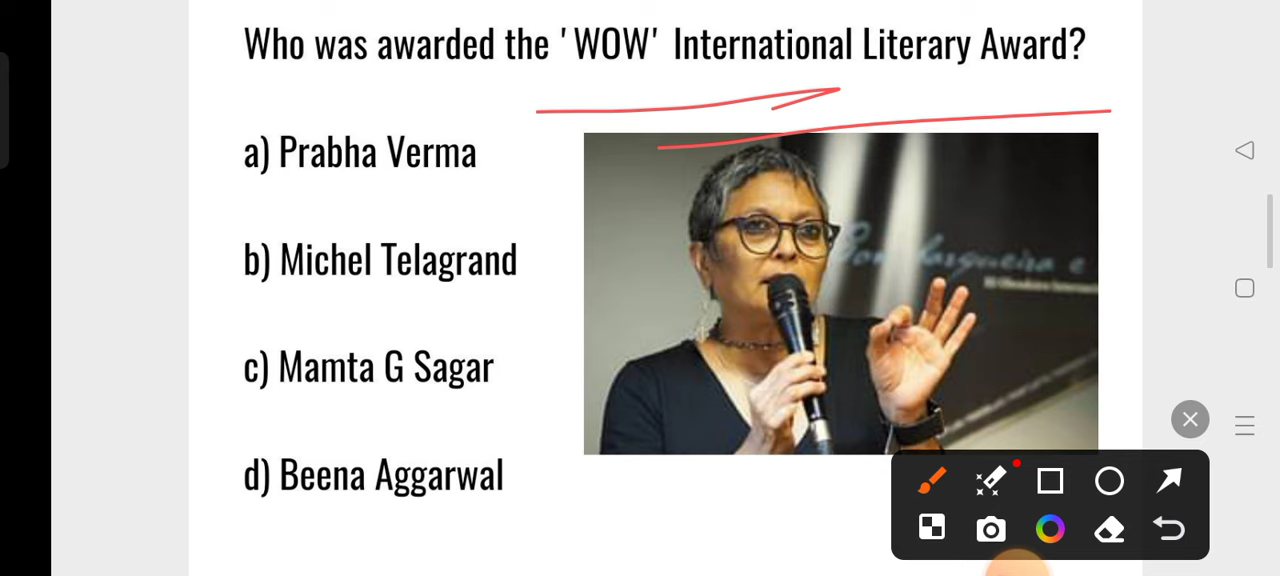 Who was awarded the 'WOW' International Literary Award?
a) Prabha Verma
b) Michel Telagrand
c) Mamta G Sagar
d) Beena Aggarwal